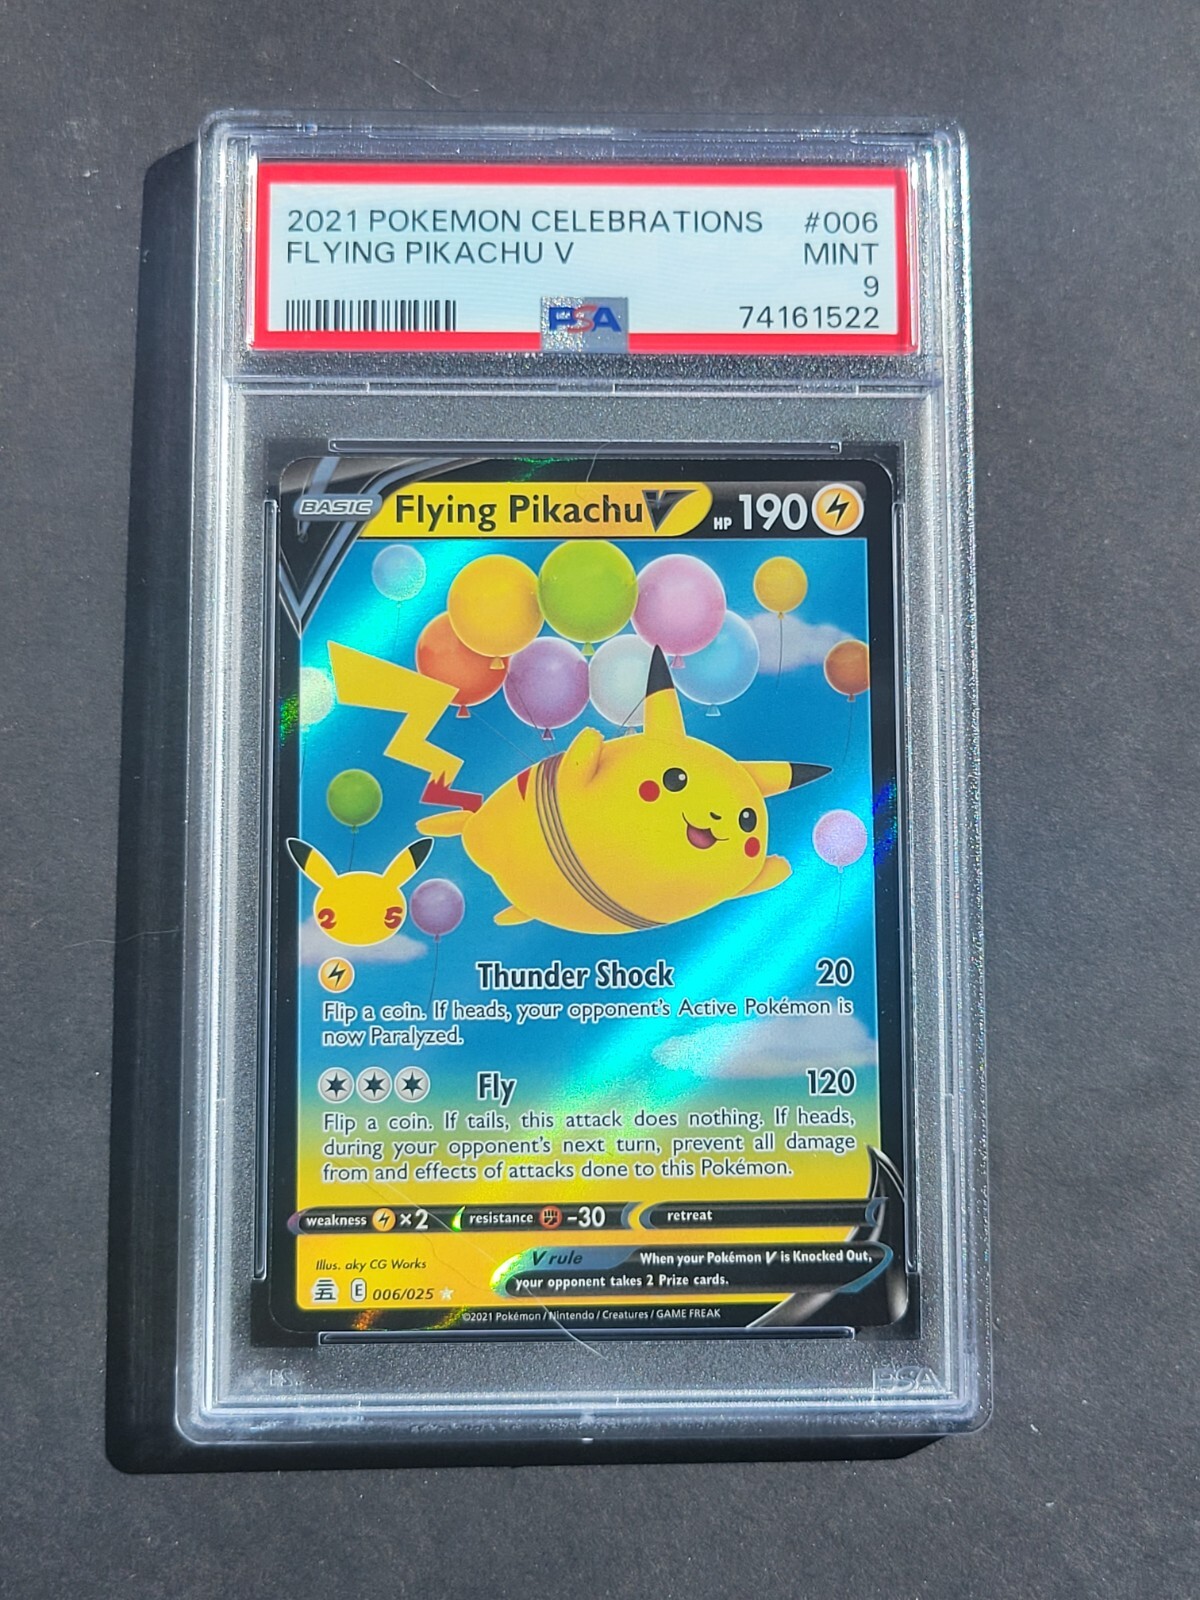 2021 POKEMON CELEBRATIONS #006
FLYING PIKACHU V MINT
9
PSA 74161522
BASIC Flying Pikachu V HP 190
2 5
Thunder Shock 20
Flip a coin. If heads, your opponent's Active Pokémon is
now Paralyzed.
Fly 120
Flip a coin. If tails, this attack does nothing. If heads,
during your opponent's next turn, prevent all damage
from and effects of attacks done to this Pokémon.
weakness ×2 resistance -30 retreat
V rule When your Pokémon V is Knocked Out,
your opponent takes 2 Prize cards.
Illus. aky CG Works
E 006/025
©2021 Pokémon / Nintendo / Creatures / GAME FREAK
PSA